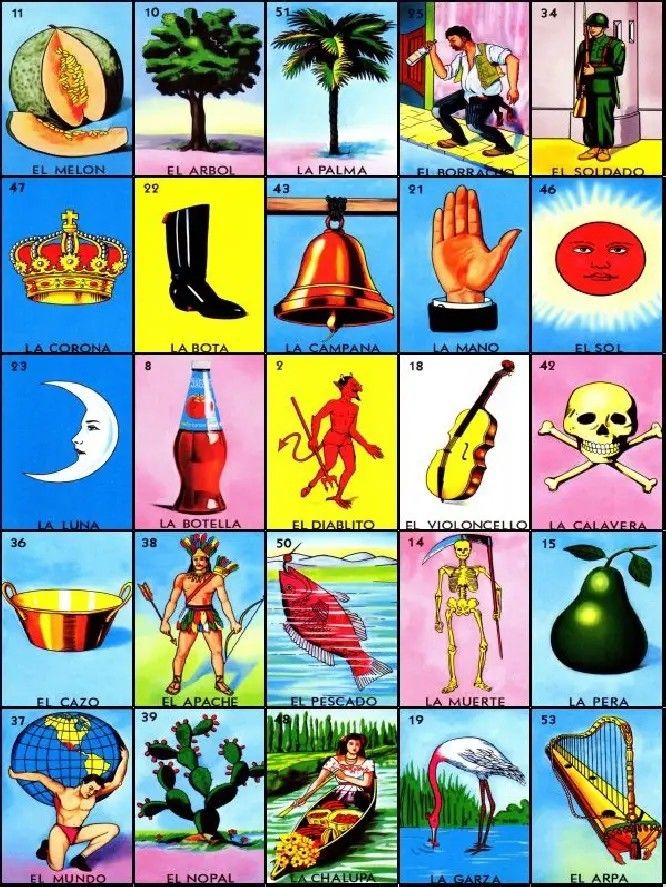 11
EL MELON
10
EL ARBOL
51
LA PALMA
25
EL BORRACHO
34
EL SOLDADO
47
LA CORONA
22
LA BOTA
43
LA CAMPANA
21
LA MANO
46
EL SOL
23
LA LUNA
8
LA BOTELLA
2
EL DIABLITO
18
EL VIOLONCELLO
42
LA CALAVERA
36
EL CAZO
38
EL APACHE
50
EL PESCADO
14
LA MUERTE
15
LA PERA
37
EL MUNDO
39
EL NOPAL
48
LA CHALUPA
19
LA GARZA
53
EL ARPA